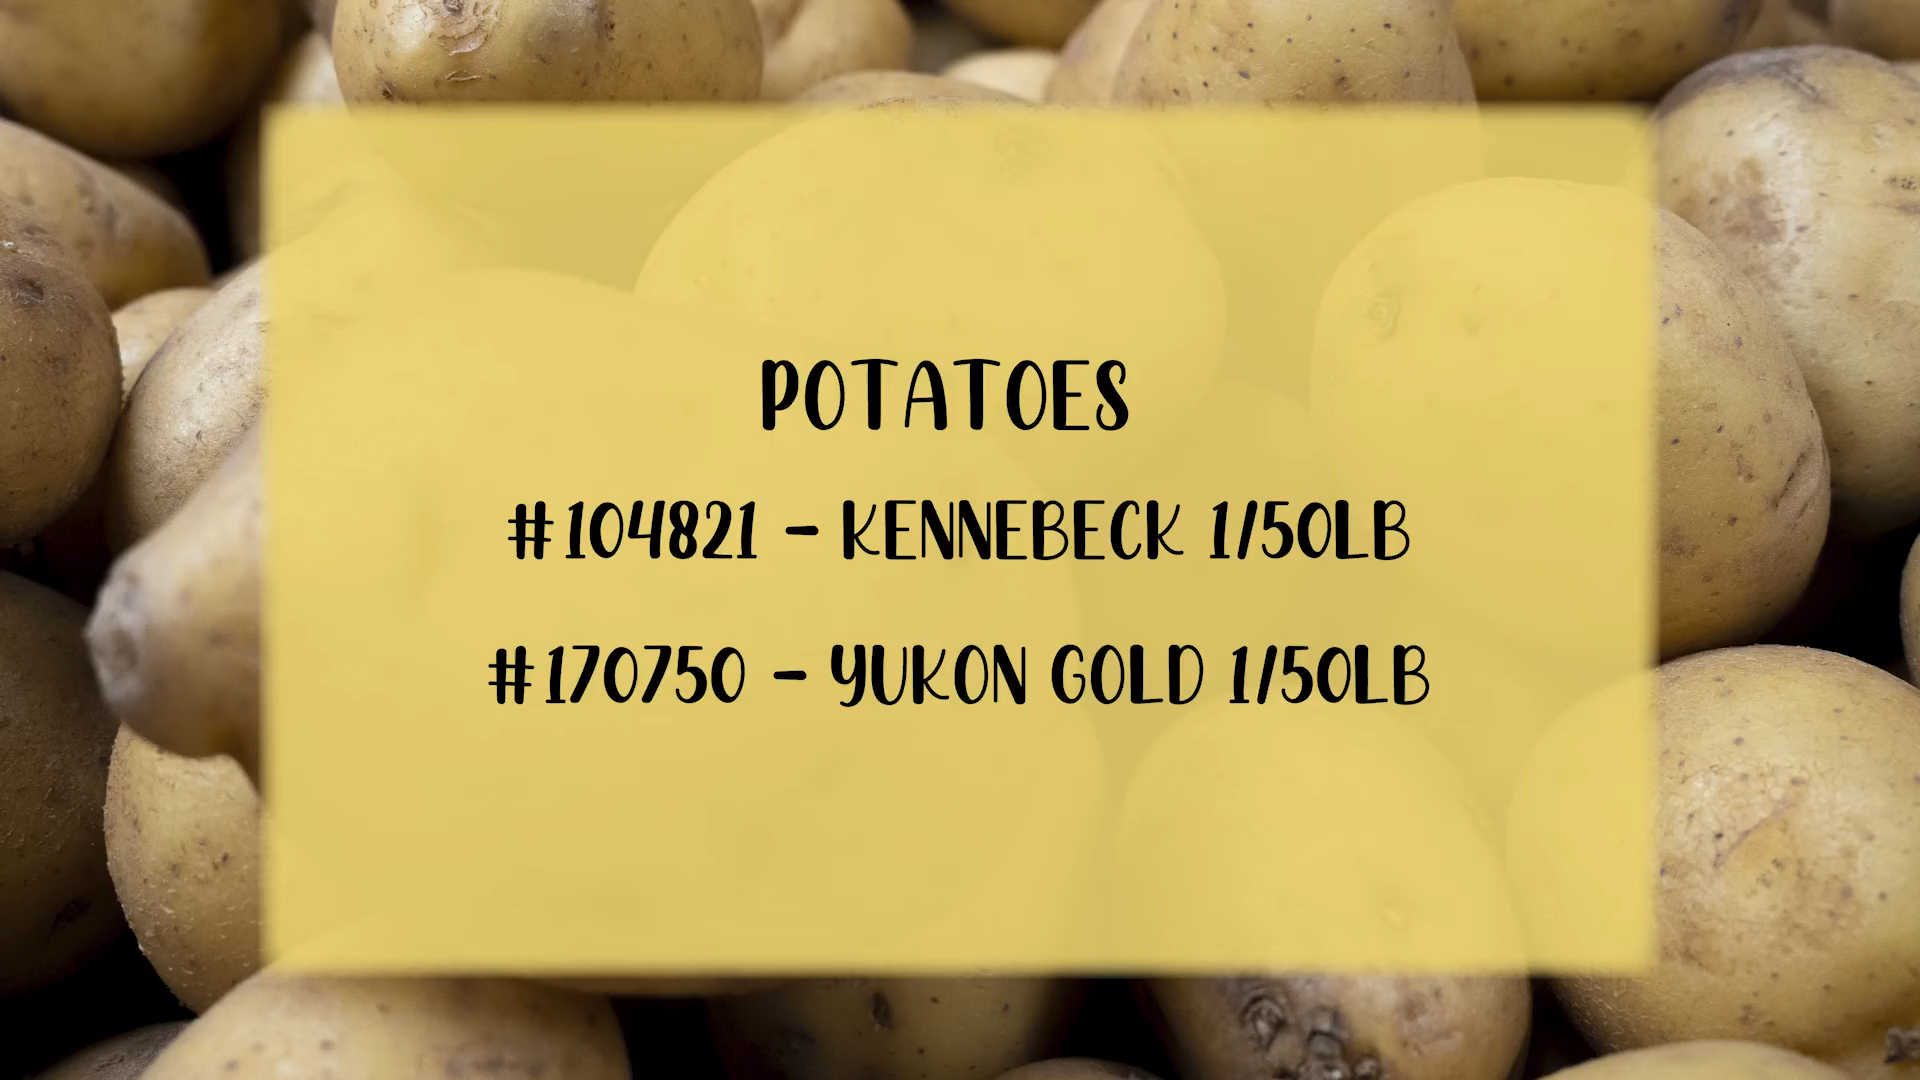 POTATOES
#104821 - KENNEBECK 1/50LB
#170750 - YUKON GOLD 1/50LB